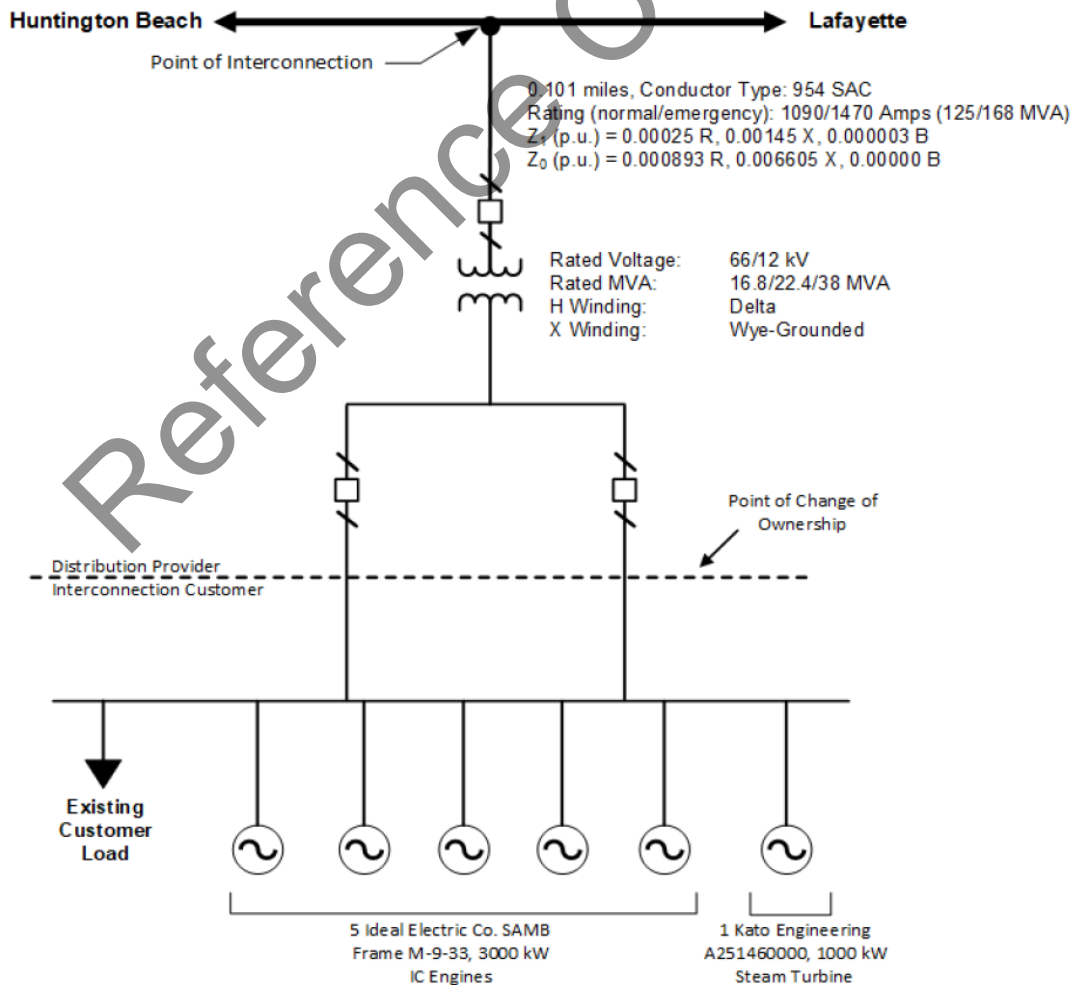 Huntington Beach
Lafayette
Point of Interconnection
0.101 miles, Conductor Type: 954 SAC
Rating (normal/emergency): 1090/1470 Amps (125/168 MVA)
Z₁ (p.u.) = 0.00025 R, 0.00145 X, 0.000003 B
Z₀ (p.u.) = 0.000893 R, 0.006605 X, 0.00000 B
Rated Voltage: 66/12 kV
Rated MVA: 16.8/22.4/38 MVA
H Winding: Delta
X Winding: Wye-Grounded
Reference O
Point of Change of
Ownership
Distribution Provider
Interconnection Customer
Existing
Customer
Load
5 Ideal Electric Co. SAMB
Frame M-9-33, 3000 kW
IC Engines
1 Kato Engineering
A251460000, 1000 kW
Steam Turbine